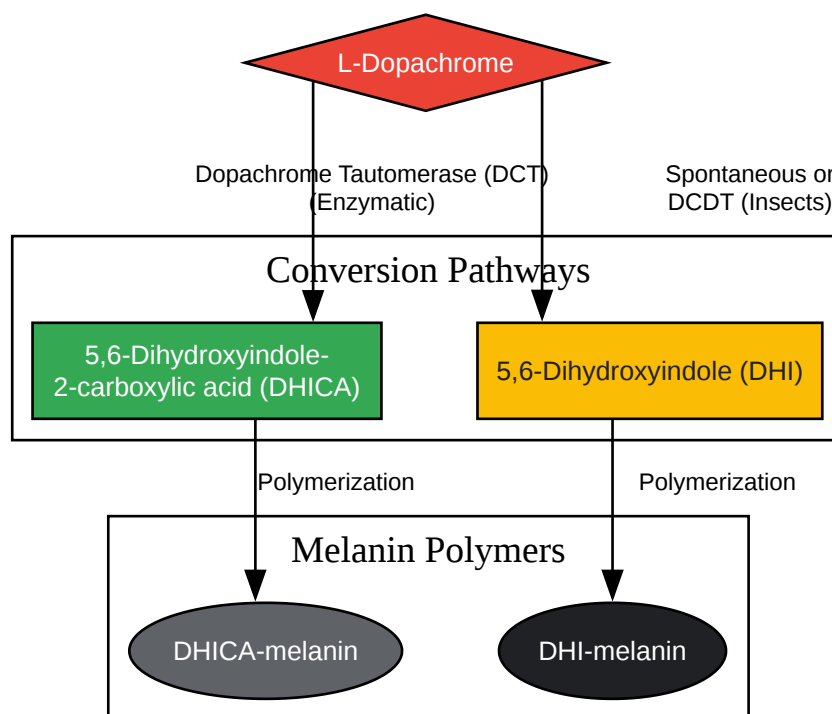 L-Dopachrome
Dopachrome Tautomerase (DCT)
(Enzymatic)
Spontaneous or
DCDT (Insects)
Conversion Pathways
5,6-Dihydroxyindole-
2-carboxylic acid (DHICA)
5,6-Dihydroxyindole (DHI)
Polymerization
Polymerization
Melanin Polymers
DHICA-melanin
DHI-melanin